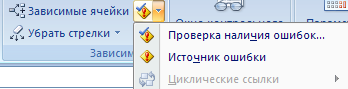 Зависимые ячейки
Убрать стрелки
Зависим
Проверка наличия ошибок...
Источник ошибки
Циклические ссылки